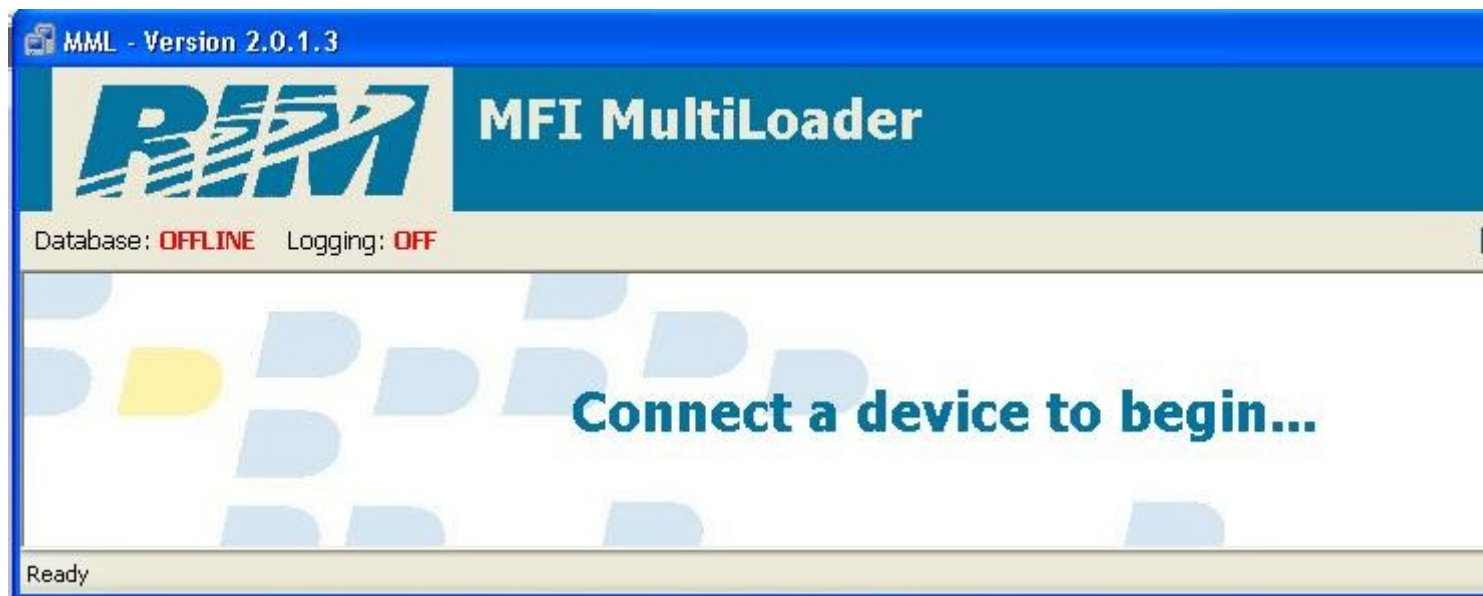 MML - Version 2.0.1.3
RIM
MFI MultiLoader
Database: OFFLINE Logging: OFF
Connect a device to begin...
Ready